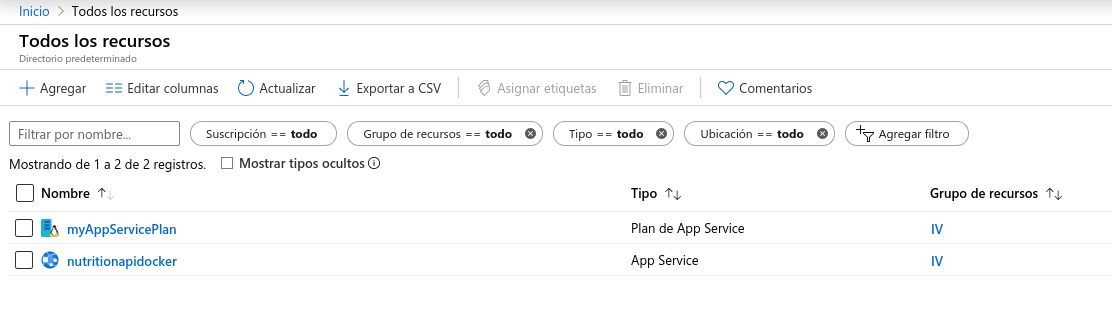 Inicio > Todos los recursos
Todos los recursos
Directorio predeterminado
Agregar Editar columnas Actualizar Exportar a CSV Asignar etiquetas Eliminar Comentarios
Filtrar por nombre... Suscripción == todo Grupo de recursos == todo Tipo == todo Ubicación == todo Agregar filtro
Mostrando de 1 a 2 de 2 registros. Mostrar tipos ocultos
Nombre Tipo Grupo de recursos
myAppServicePlan Plan de App Service IV
nutritionapidocker App Service IV